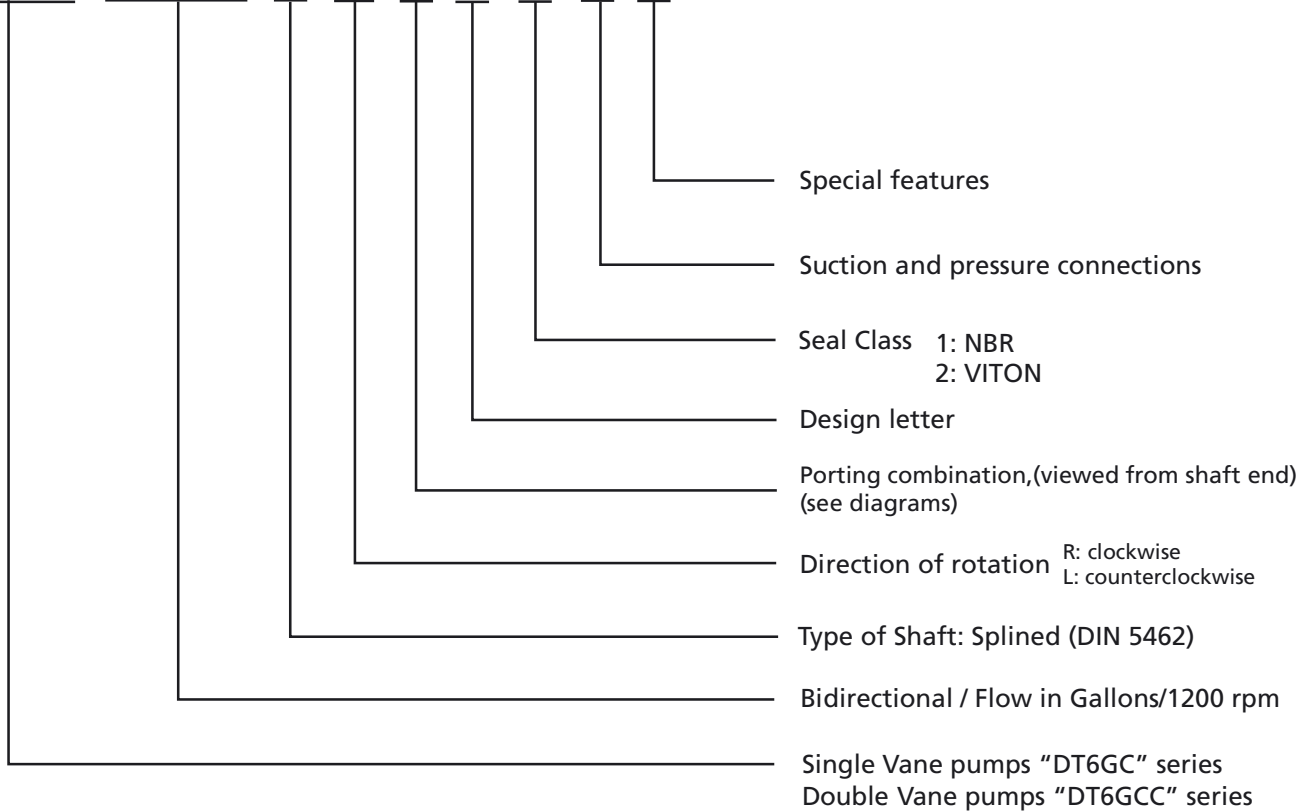 Special features
Suction and pressure connections
Seal Class 1: NBR
2: VITON
Design letter
Porting combination,(viewed from shaft end)
(see diagrams)
Direction of rotation R: clockwise
L: counterclockwise
Type of Shaft: Splined (DIN 5462)
Bidirectional / Flow in Gallons/1200 rpm
Single Vane pumps “DT6GC” series
Double Vane pumps “DT6GCC” series